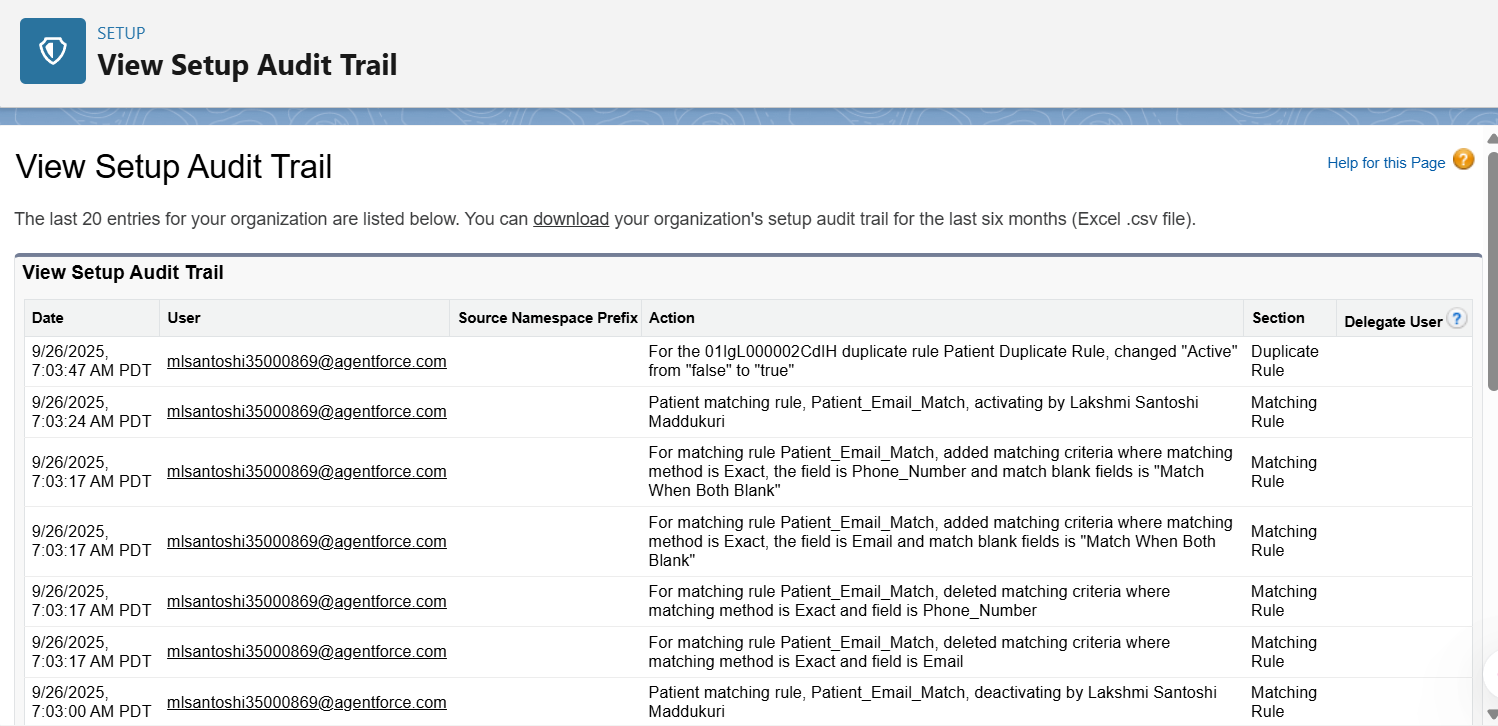 SETUP
View Setup Audit Trail
View Setup Audit Trail
Help for this Page ?
The last 20 entries for your organization are listed below. You can download your organization's setup audit trail for the last six months (Excel .csv file).
View Setup Audit Trail
Date User Source Namespace Prefix Action Section Delegate User ?
9/26/2025,
7:03:47 AM PDT
mlsantoshi35000869@agentforce.com
For the 01IgL000002CdIH duplicate rule Patient Duplicate Rule, changed "Active"
from "false" to "true"
Duplicate
Rule
9/26/2025,
7:03:24 AM PDT
mlsantoshi35000869@agentforce.com
Patient matching rule, Patient_Email_Match, activating by Lakshmi Santoshi
Maddukuri
Matching
Rule
9/26/2025,
7:03:17 AM PDT
mlsantoshi35000869@agentforce.com
For matching rule Patient_Email_Match, added matching criteria where matching
method is Exact, the field is Phone_Number and match blank fields is "Match
When Both Blank"
Matching
Rule
9/26/2025,
7:03:17 AM PDT
mlsantoshi35000869@agentforce.com
For matching rule Patient_Email_Match, added matching criteria where matching
method is Exact, the field is Email and match blank fields is "Match When Both
Blank"
Matching
Rule
9/26/2025,
7:03:17 AM PDT
mlsantoshi35000869@agentforce.com
For matching rule Patient_Email_Match, deleted matching criteria where
matching method is Exact and field is Phone_Number
Matching
Rule
9/26/2025,
7:03:17 AM PDT
mlsantoshi35000869@agentforce.com
For matching rule Patient_Email_Match, deleted matching criteria where
matching method is Exact and field is Email
Matching
Rule
9/26/2025,
7:03:00 AM PDT
mlsantoshi35000869@agentforce.com
Patient matching rule, Patient_Email_Match, deactivating by Lakshmi Santoshi
Maddukuri
Matching
Rule